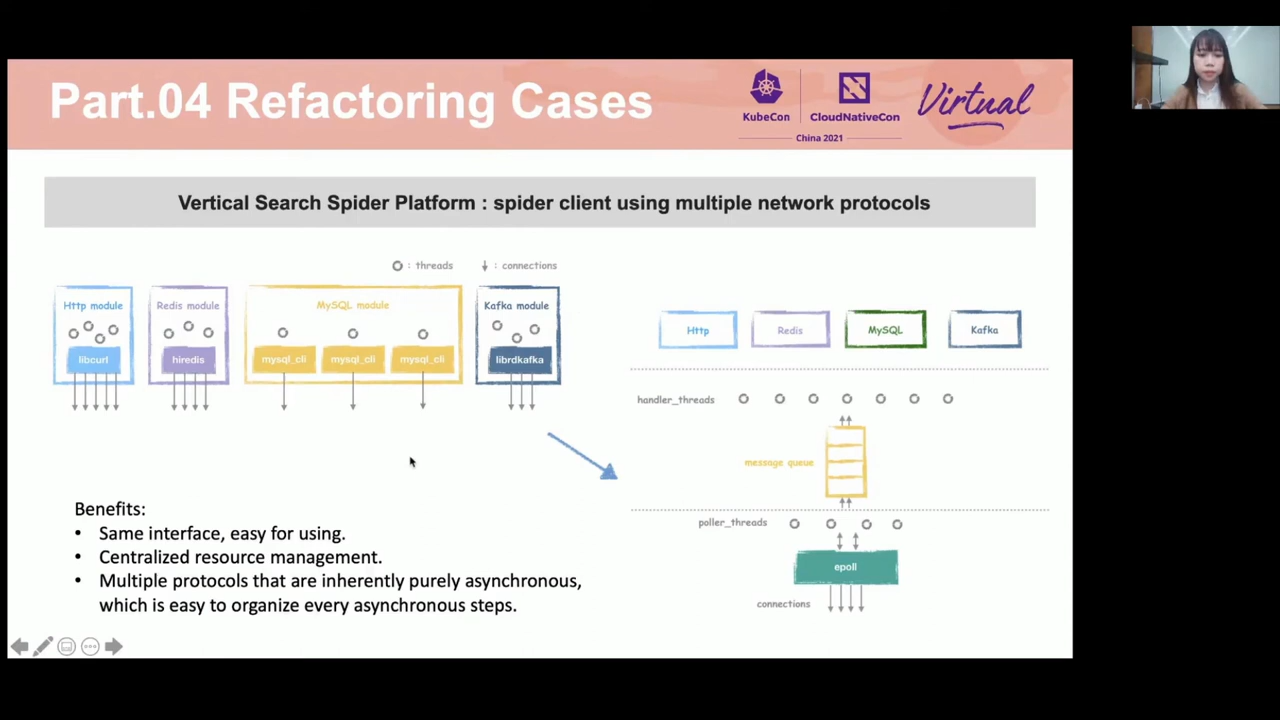 Part.04 Refactoring Cases
KubeCon
CloudNativeCon
China 2021
Virtual
Vertical Search Spider Platform : spider client using multiple network protocols
: threads
: connections
Http module
libcurl
Redis module
hiredis
MySQL module
mysql_cli
mysql_cli
mysql_cli
Kafka module
librdkafka
Http
Redis
MySQL
Kafka
handler_threads
message queue
poller_threads
epoll
connections
Benefits:
• Same interface, easy for using.
• Centralized resource management.
• Multiple protocols that are inherently purely asynchronous,
which is easy to organize every asynchronous steps.